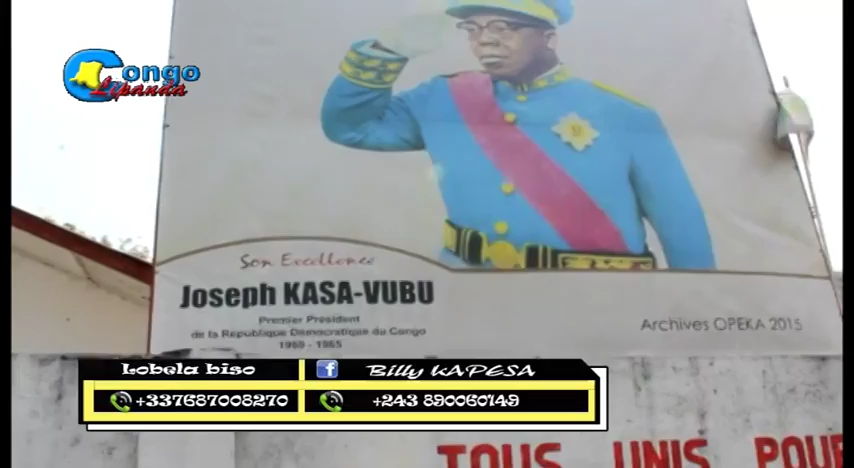 Congo
Lipanda
Son Excellence
Joseph KASA-VUBU
Premier Président
de la République Démocratique du Congo
1960 - 1965
Archives OPEKA 2015
Lobela biso
Billy KAPESA
+337687008270
+243 890060149
TOUS UNIS POUR